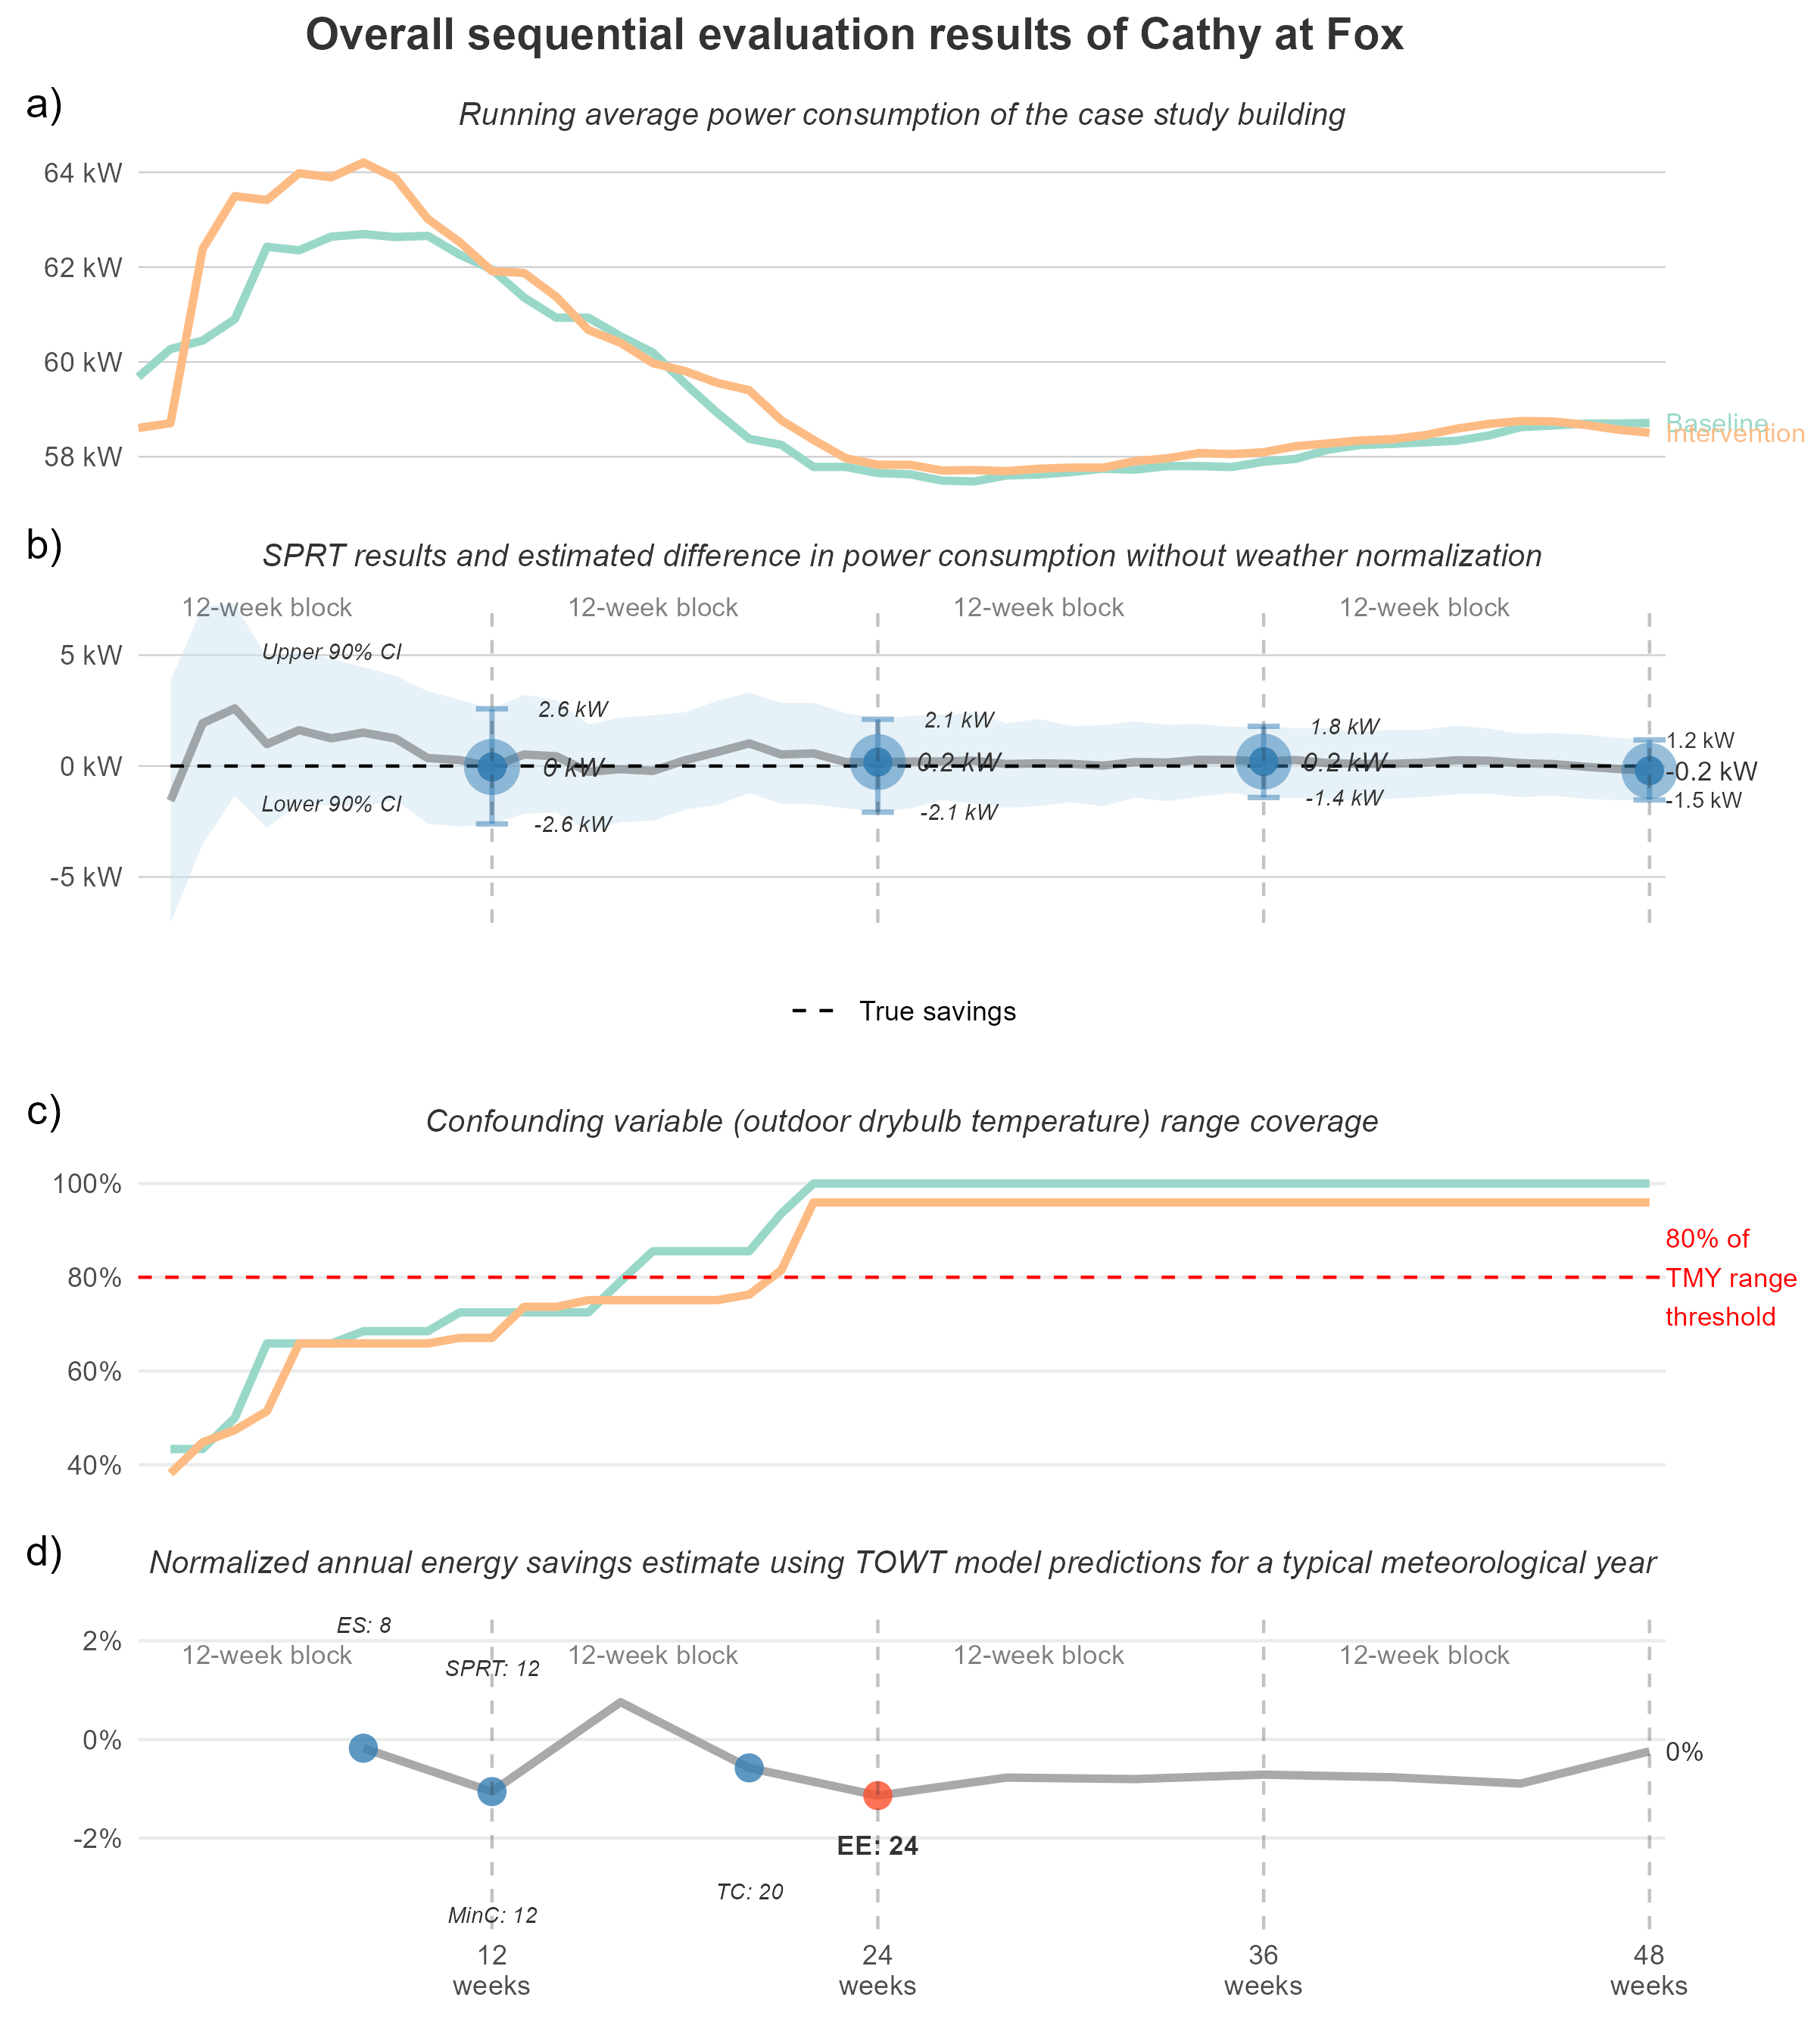 Overall sequential evaluation results of Cathy at Fox
a)
Running average power consumption of the case study building
64 kW
62 kW
60 kW
58 kW
Baseline
Intervention
b)
SPRT results and estimated difference in power consumption without weather normalization
12-week block
12-week block
12-week block
12-week block
5 kW
0 kW
-5 kW
Upper 90% CI
Lower 90% CI
2.6 kW
0 kW
-2.6 kW
2.1 kW
0.2 kW
-2.1 kW
1.8 kW
0.2 kW
-1.4 kW
1.2 kW
-0.2 kW
-1.5 kW
True savings
c)
Confounding variable (outdoor drybulb temperature) range coverage
100%
80%
60%
40%
80% of
TMY range
threshold
d)
Normalized annual energy savings estimate using TOWT model predictions for a typical meteorological year
2%
0%
-2%
12-week block
12-week block
12-week block
12-week block
ES: 8
SPRT: 12
MinC: 12
TC: 20
EE: 24
0%
12
weeks
24
weeks
36
weeks
48
weeks